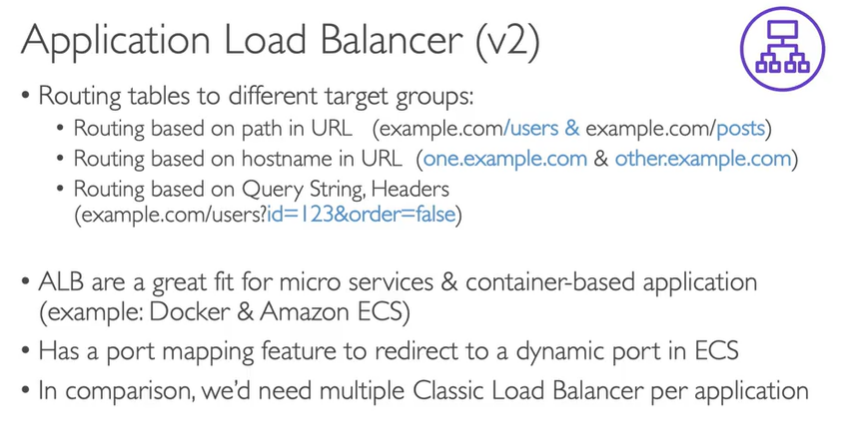 Application Load Balancer (v2)
• Routing tables to different target groups:
• Routing based on path in URL (example.com/users & example.com/posts)
• Routing based on hostname in URL (one.example.com & other.example.com)
• Routing based on Query String, Headers
(example.com/users?id=123&order=false)
• ALB are a great fit for micro services & container-based application
(example: Docker & Amazon ECS)
• Has a port mapping feature to redirect to a dynamic port in ECS
• In comparison, we'd need multiple Classic Load Balancer per application